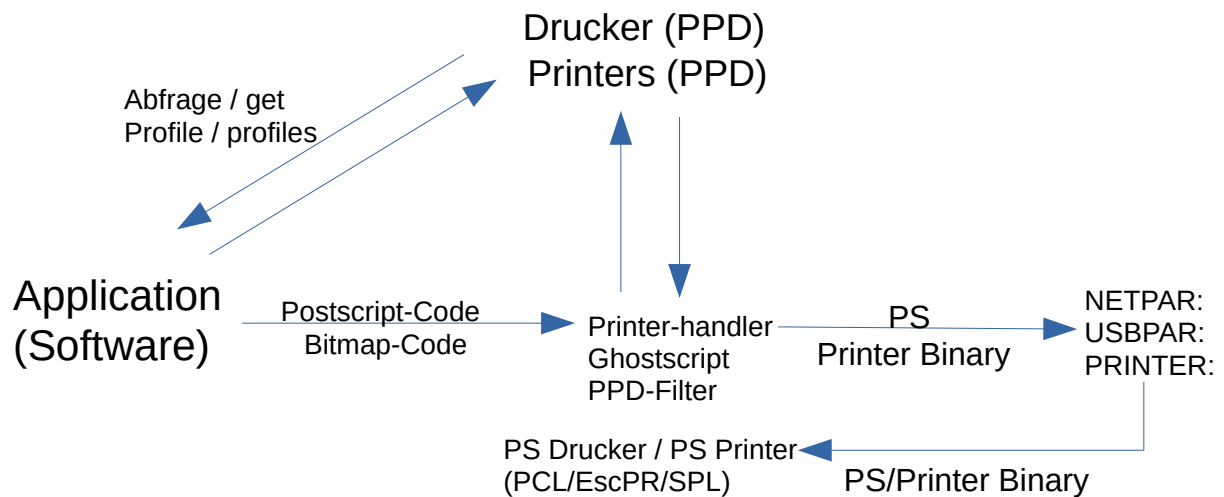 Drucker (PPD)
Printers (PPD)
Abfrage / get
Profile / profiles
Application
(Software)
Postscript-Code
Bitmap-Code
Printer-handler
Ghostscript
PPD-Filter
PS
Printer Binary
NETPAR:
USBPAR:
PRINTER:
PS Drucker / PS Printer
(PCL/EscPR/SPL)
PS/Printer Binary